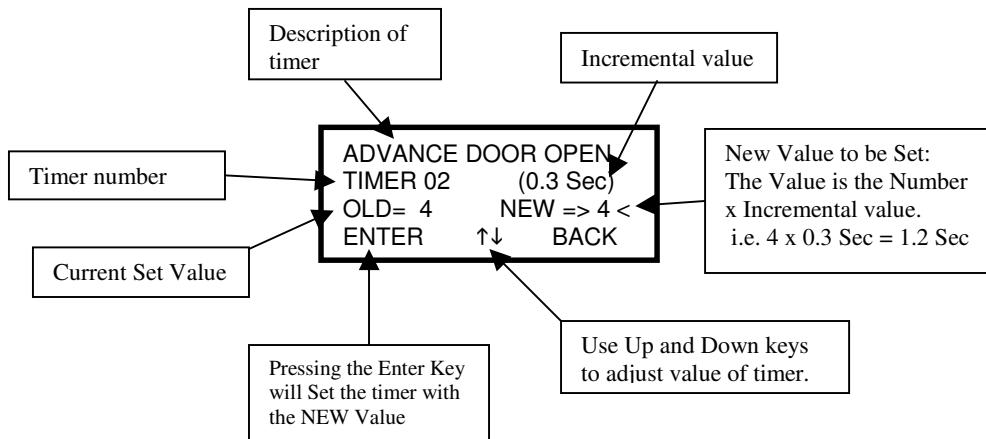 Description of
timer
Incremental value
ADVANCE DOOR OPEN
TIMER 02 (0.3 Sec)
OLD= 4 NEW => 4 <
ENTER ↑↓ BACK
Timer number
Current Set Value
New Value to be Set:
The Value is the Number
x Incremental value.
i.e. 4 x 0.3 Sec = 1.2 Sec
Pressing the Enter Key
will Set the timer with
the NEW Value
Use Up and Down keys
to adjust value of timer.